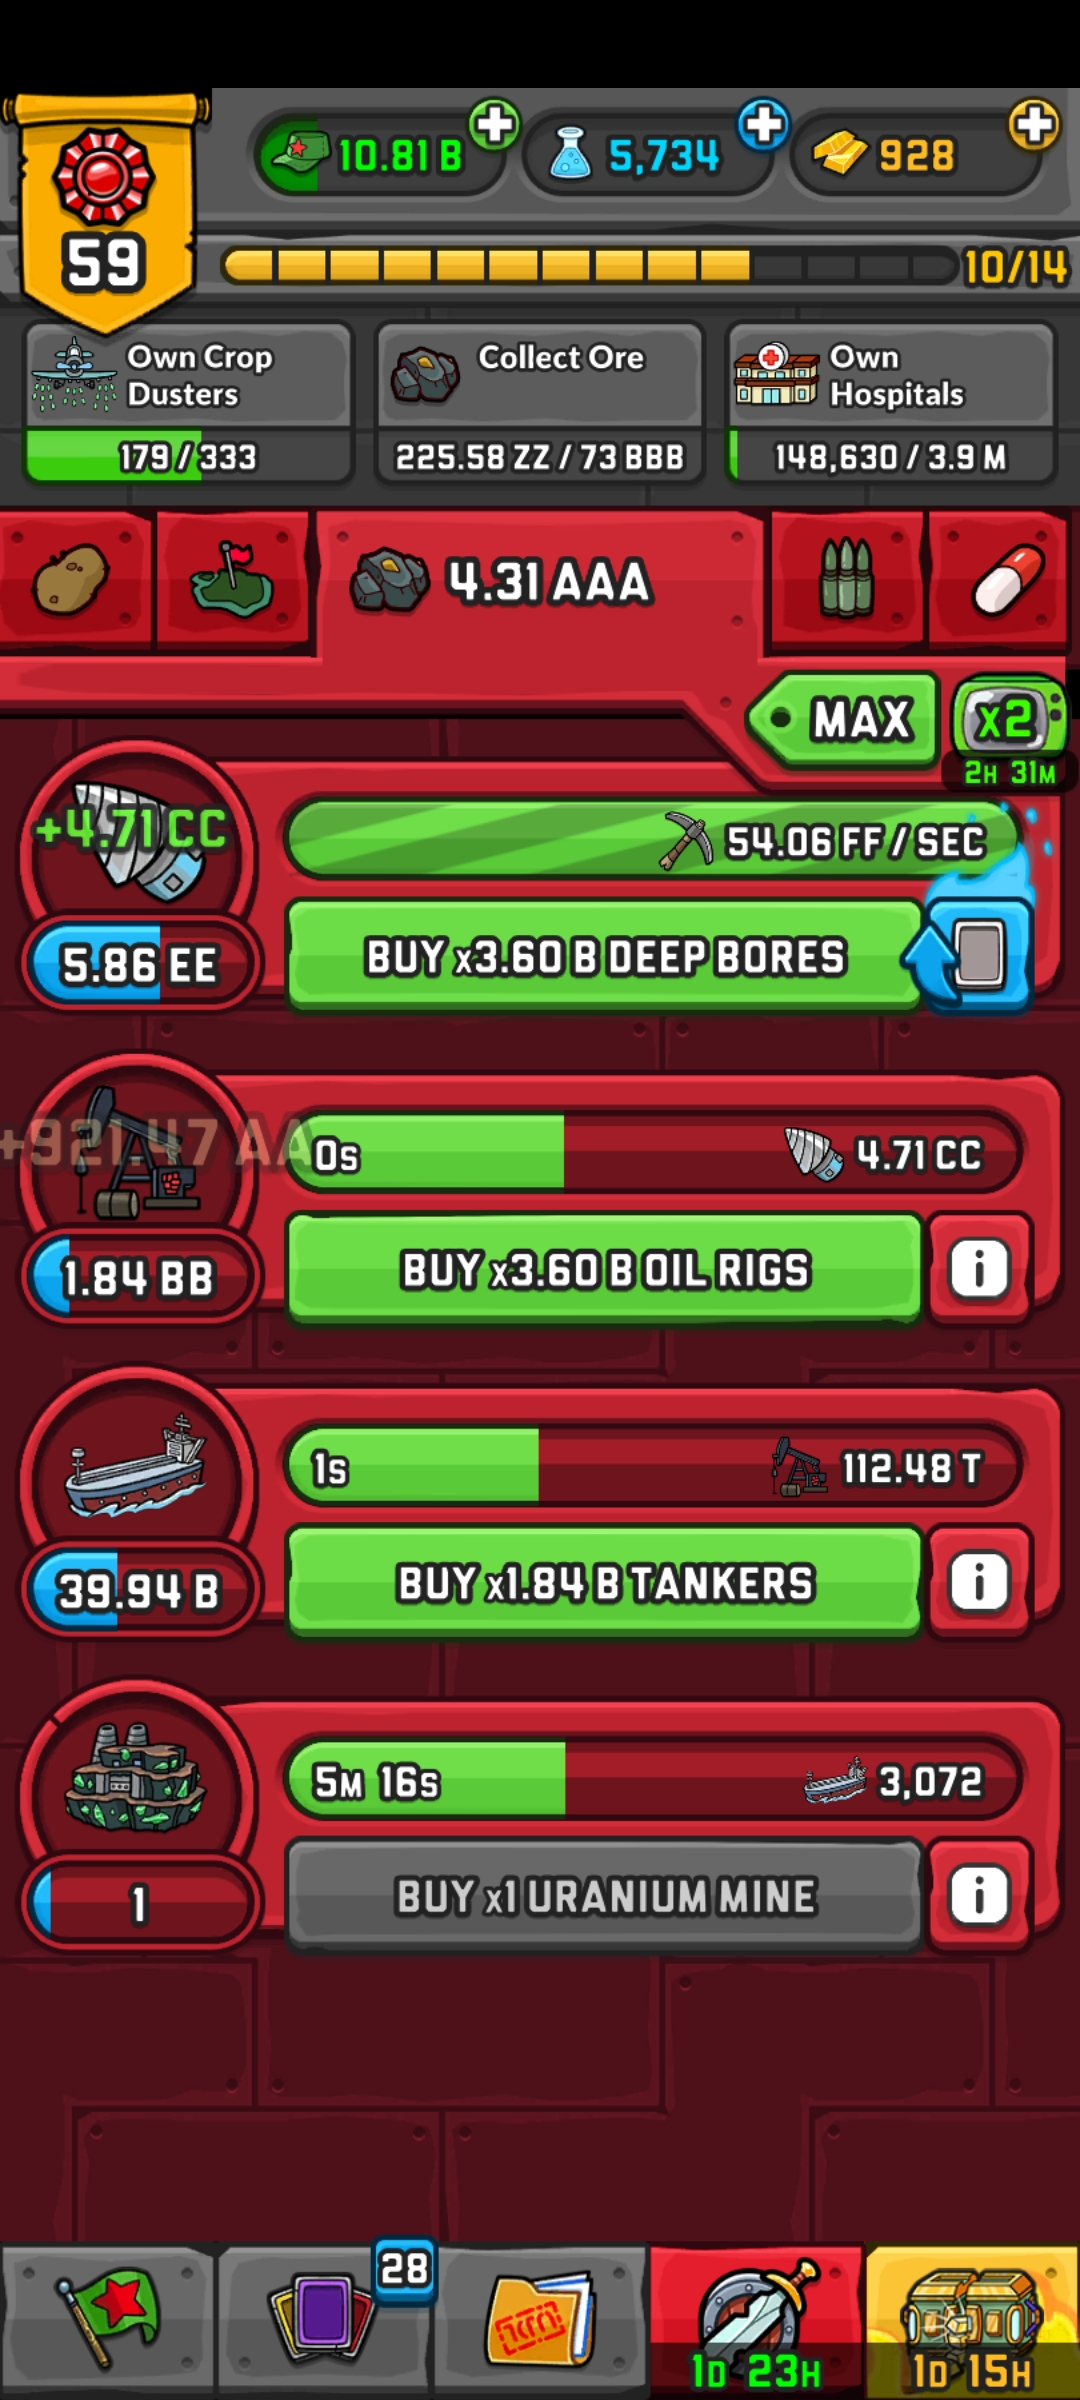 10.81 B
5,734
928
59
10/14
Own Crop
Dusters
179 / 333
Collect Ore
225.58 ZZ / 73 BBB
Own
Hospitals
148,630 / 3.9 M
4.31 AAA
MAX
x2
2H 31M
+4.71 CC
54.06 FF / SEC
5.86 EE
BUY x3.60 B DEEP BORES
+921.47 AA
0s
4.71 CC
1.84 BB
BUY x3.60 B OIL RIGS
i
1s
112.48 T
39.94 B
BUY x1.84 B TANKERS
i
5M 16s
3,072
1
BUY x1 URANIUM MINE
i
28
1D 23H
1D 15H